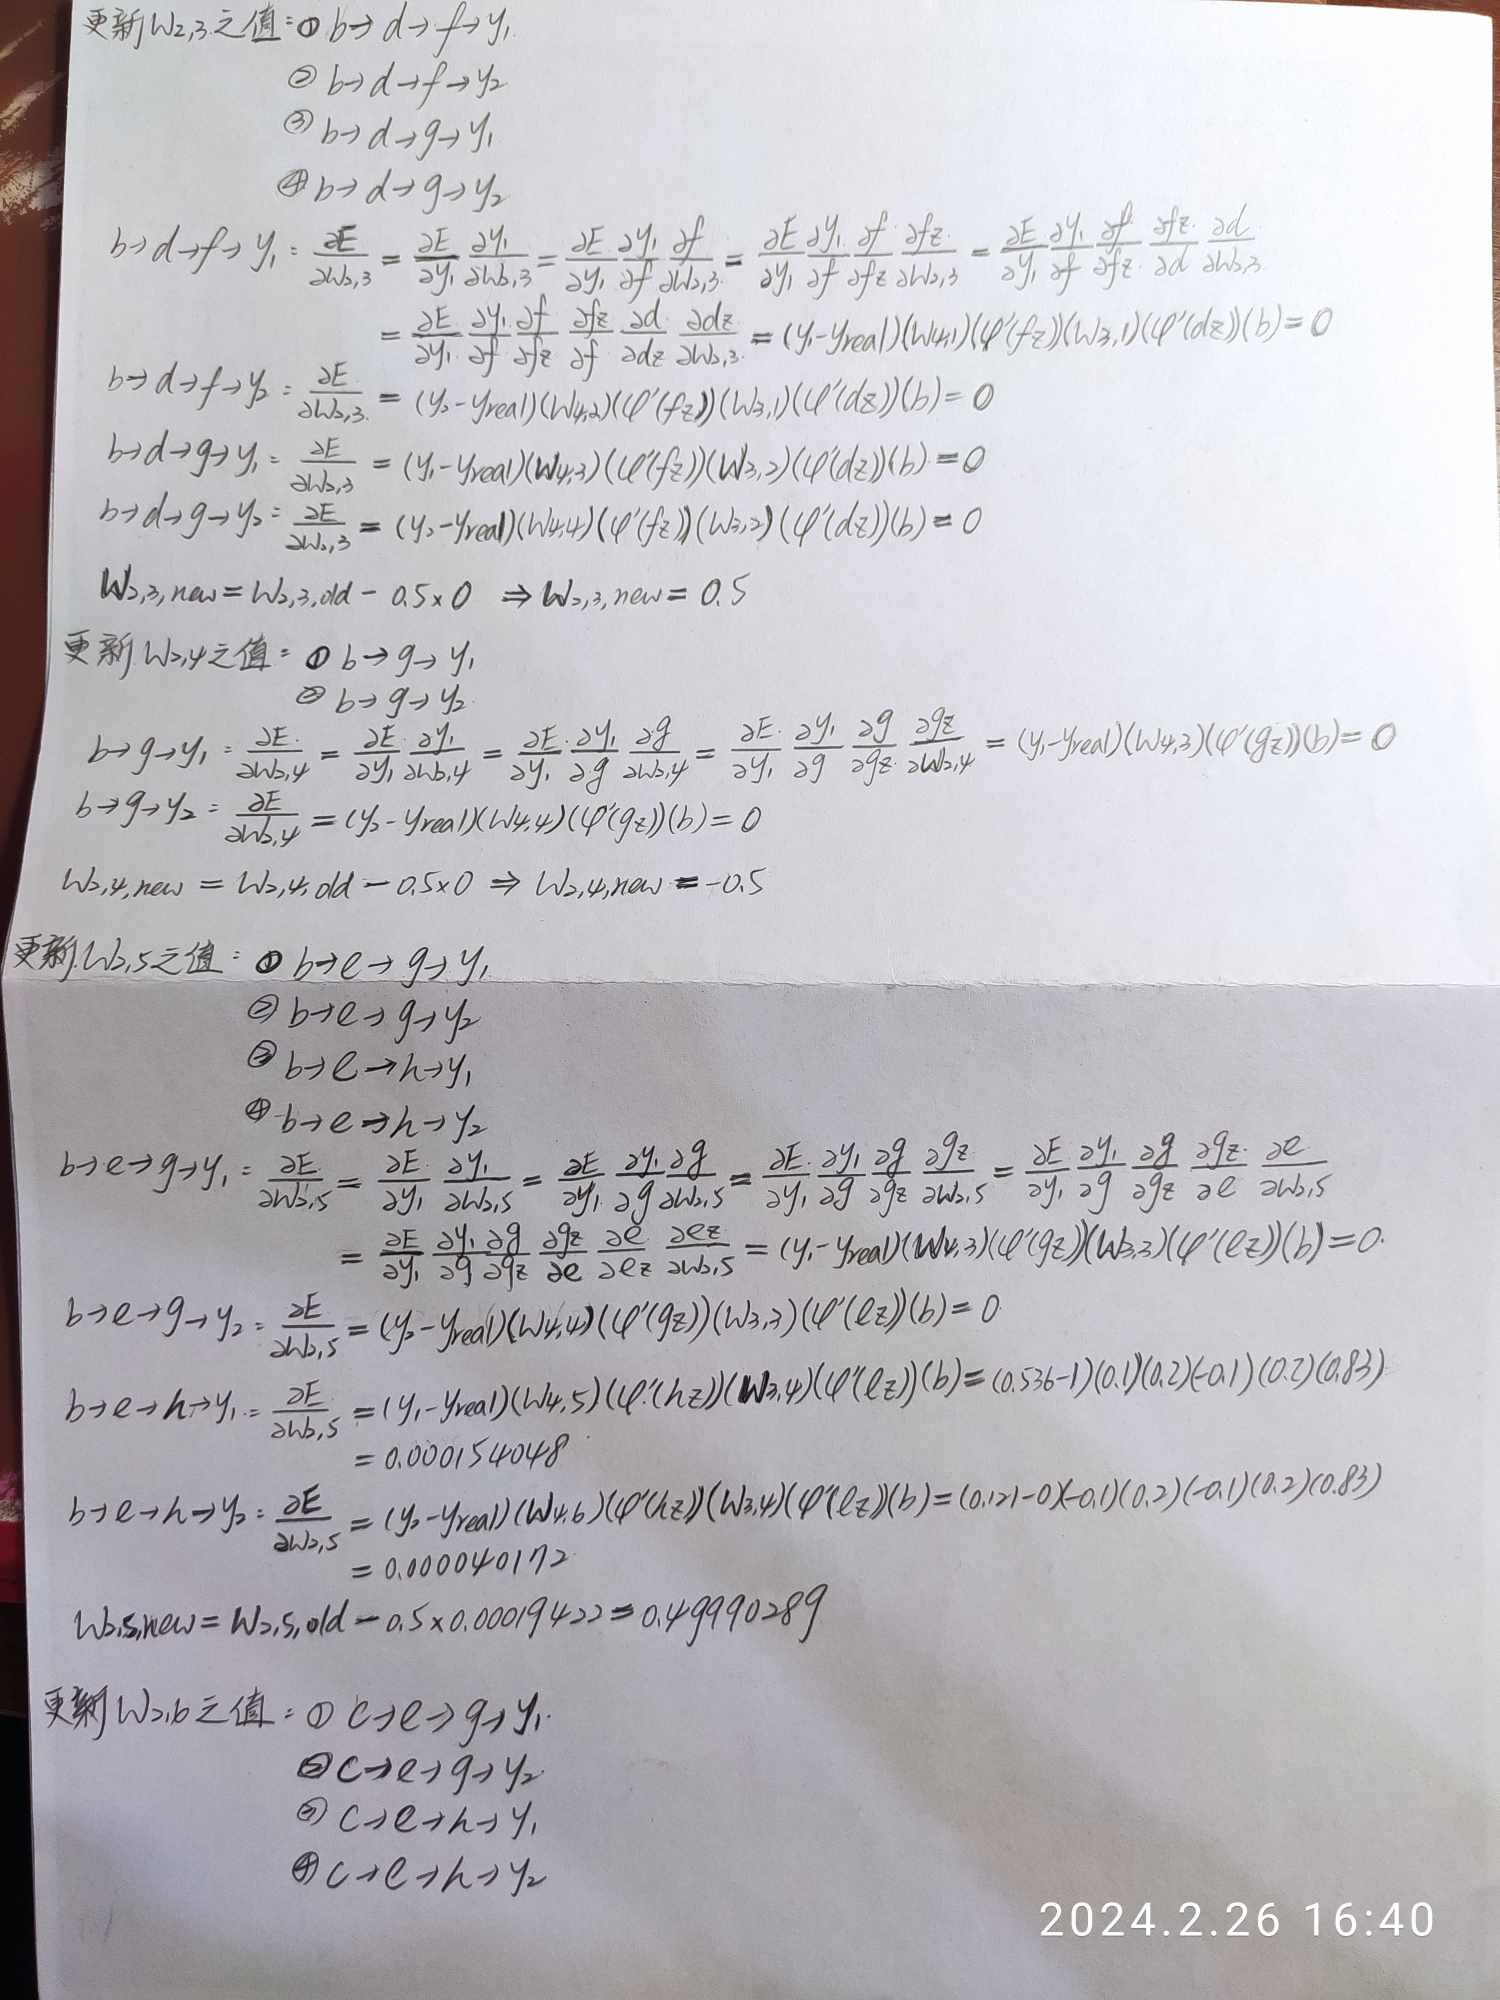 更新W2,3之值:① b→d→f→y₁
② b→d→f→y₂
③ b→d→g→y₁
④ b→d→g→y₂
b→d→f→y₁ = ∂E/∂W2,3 = ∂E/∂y₁ ∂y₁/∂W2,3 = ∂E/∂y₁ ∂y₁/∂f ∂f/∂W2,3 = ∂E/∂y₁ ∂y₁/∂f ∂f/∂fz ∂fz/∂W2,3 = ∂E/∂y₁ ∂y₁/∂f ∂f/∂fz ∂fz/∂d ∂d/∂W2,3
= ∂E/∂y₁ ∂y₁/∂f ∂f/∂fz ∂fz/∂f ∂d/∂dz ∂dz/∂W2,3 = (y₁-yreal)(W4,1)(φ'(fz))(W3,1)(φ'(dz))(b)=0
b→d→f→y₂ = ∂E/∂W2,3 = (y₂-yreal)(W4,2)(φ'(fz))(W3,1)(φ'(dz))(b)=0
b→d→g→y₁ = ∂E/∂W2,3 = (y₁-yreal)(W4,3)(φ'(fz))(W3,2)(φ'(dz))(b)=0
b→d→g→y₂ = ∂E/∂W2,3 = (y₂-yreal)(W4,4)(φ'(fz))(W3,2)(φ'(dz))(b)=0
W2,3,new = W2,3,old - 0.5×0 ⇒ W2,3,new = 0.5
更新W2,4之值:① b→g→y₁
② b→g→y₂
b→g→y₁ = ∂E/∂W2,4 = ∂E/∂y₁ ∂y₁/∂W2,4 = ∂E/∂y₁ ∂y₁/∂g ∂g/∂W2,4 = ∂E/∂y₁ ∂y₁/∂g ∂g/∂gz ∂gz/∂W2,4 = (y₁-yreal)(W4,3)(φ'(gz))(b)=0
b→g→y₂ = ∂E/∂W2,4 = (y₂-yreal)(W4,4)(φ'(gz))(b)=0
W2,4,new = W2,4,old - 0.5×0 ⇒ W2,4,new = -0.5
更新W2,5之值:① b→e→g→y₁
② b→e→g→y₂
③ b→e→h→y₁
④ b→e→h→y₂
b→e→g→y₁ = ∂E/∂W2,5 = ∂E/∂y₁ ∂y₁/∂W2,5 = ∂E/∂y₁ ∂y₁/∂g ∂g/∂W2,5 = ∂E/∂y₁ ∂y₁/∂g ∂g/∂gz ∂gz/∂W2,5 = ∂E/∂y₁ ∂y₁/∂g ∂g/∂gz ∂gz/∂e ∂e/∂W2,5
= ∂E/∂y₁ ∂y₁/∂g ∂g/∂gz ∂gz/∂e ∂e/∂ez ∂ez/∂W2,5 = (y₁-yreal)(W4,3)(φ'(gz))(W3,3)(φ'(ez))(b)=0
b→e→g→y₂ = ∂E/∂W2,5 = (y₂-yreal)(W4,4)(φ'(gz))(W3,3)(φ'(ez))(b)=0
b→e→h→y₁ = ∂E/∂W2,5 = (y₁-yreal)(W4,5)(φ'(hz))(W3,4)(φ'(ez))(b)=(0.536-1)(0.1)(0.2)(-0.1)(0.2)(0.83)
= 0.000154048
b→e→h→y₂ = ∂E/∂W2,5 = (y₂-yreal)(W4,6)(φ'(hz))(W3,4)(φ'(ez))(b)=(0.121-0)(-0.1)(0.2)(-0.1)(0.2)(0.83)
= 0.000040172
W2,5,new = W2,5,old - 0.5×0.00019422 = 0.49990289
更新W2,6之值:① c→e→g→y₁
② c→e→g→y₂
③ c→e→h→y₁
④ c→e→h→y₂
2024.2.26 16:40